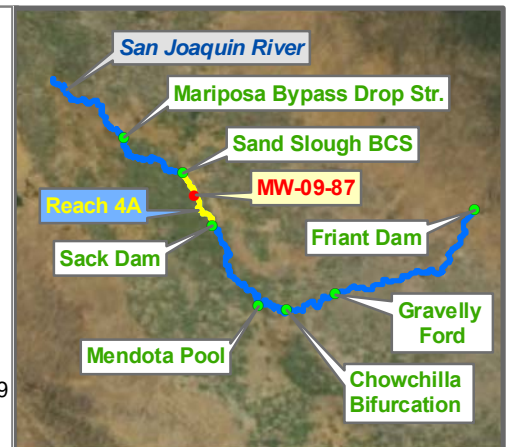 San Joaquin River
Mariposa Bypass Drop Str.
Sand Slough BCS
MW-09-87
Reach 4A
Friant Dam
Sack Dam
Gravelly
Ford
Mendota Pool
Chowchilla
Bifurcation
9